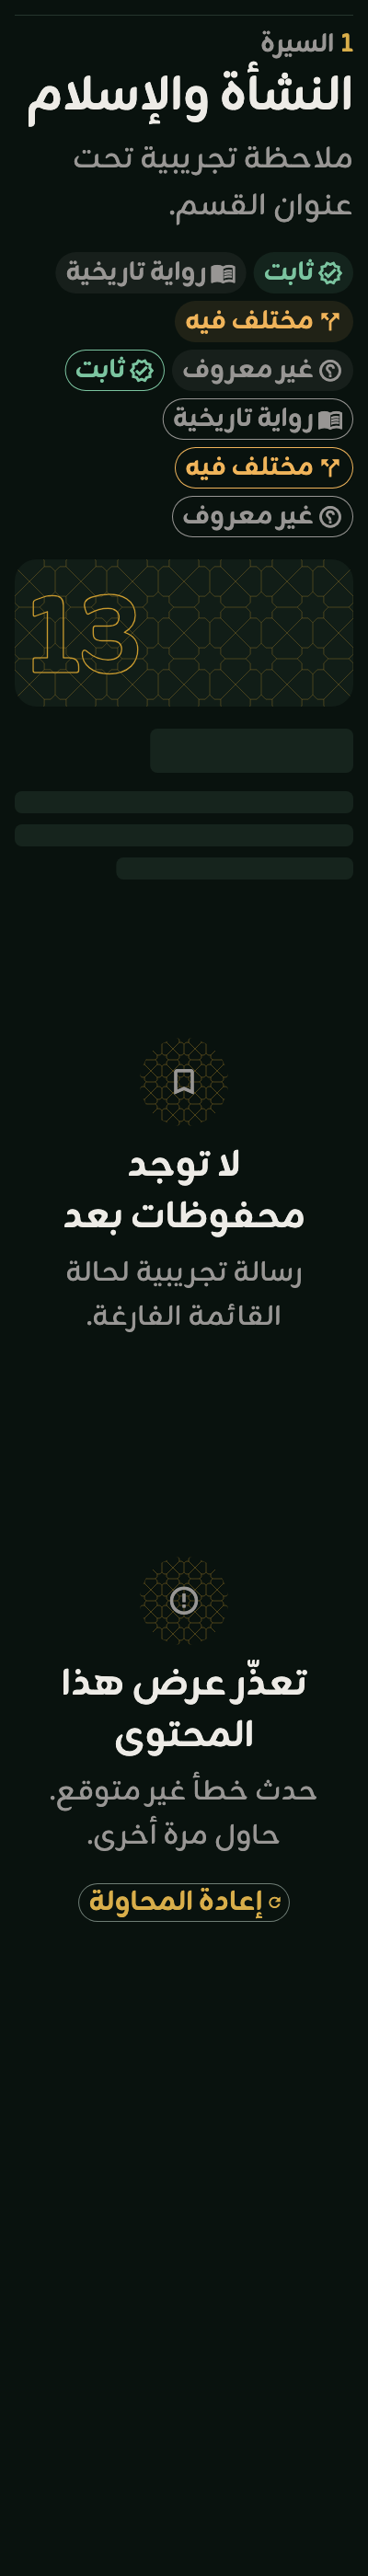 1 السيرة
النشأة والإسلام
ملاحظة تجريبية تحت
عنوان القسم.
ثابت رواية تاريخية
مختلف فيه
غير معروف ثابت
رواية تاريخية
مختلف فيه
غير معروف
13
لا توجد
محفوظات بعد
رسالة تجريبية لحالة
القائمة الفارغة.
تعذّر عرض هذا
المحتوى
حدث خطأ غير متوقع.
حاول مرة أخرى.
إعادة المحاولة